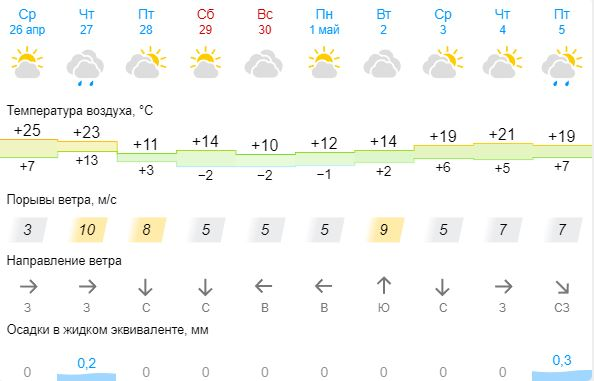 Ср Чт Пт Сб Вс Пн Вт Ср Чт Пт
26 апр 27 28 29 30 1 май 2 3 4 5
Температура воздуха, °C
+25 +23 +11 +14 +10 +12 +14 +19 +21 +19
+7 +13 +3 −2 −2 −1 +2 +6 +5 +7
Порывы ветра, м/с
3 10 8 5 5 5 9 5 7 7
Направление ветра
→ → ↓ ↓ ← ← ↑ ↓ → ↘
З З С С В В Ю С З СЗ
Осадки в жидком эквиваленте, мм
0 0,2 0 0 0 0 0 0 0 0,3